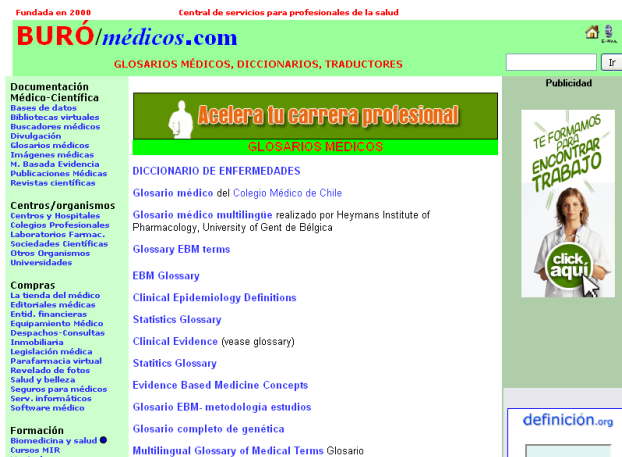 Fundada en 2000
Central de servicios para profesionales de la salud
BURÓ/médicos.com
E-Mail
GLOSARIOS MÉDICOS, DICCIONARIOS, TRADUCTORES
Ir
Documentación
Médico-Científica
Bases de datos
Bibliotecas virtuales
Buscadores médicos
Divulgación
Glosarios médicos
Imágenes médicas
M. Basada Evidencia
Publicaciones Médicas
Revistas científicas
Centros/organismos
Centros y Hospitales
Colegios Profesionales
Laboratorios Farmac.
Sociedades Científicas
Otros Organismos
Universidades
Compras
La tienda del médico
Editoriales médicas
Entid. financieras
Equipamiento Médico
Despachos-Consultas
Inmobiliaria
Legislación médica
Parafarmacia virtual
Revelado de fotos
Salud y belleza
Seguros para médicos
Serv. informáticos
Software médico
Formación
Biomedicina y salud
Cursos MIR
Acelera tu carrera profesional
GLOSARIOS MEDICOS
DICCIONARIO DE ENFERMEDADES
Glosario médico del Colegio Médico de Chile
Glosario médico multilingüe realizado por Heymans Institute of
Pharmacology, University of Gent de Bélgica
Glossary EBM terms
EBM Glossary
Clinical Epidemiology Definitions
Statistics Glossary
Clinical Evidence (vease glossary)
Statitics Glossary
Evidence Based Medicine Concepts
Glosario EBM- metodología estudios
Glosario completo de genética
Multilingual Glossary of Medical Terms Glosario
Publicidad
TE FORMAMOS
PARA
ENCONTRAR
TRABAJO
click
aquí
definición.org